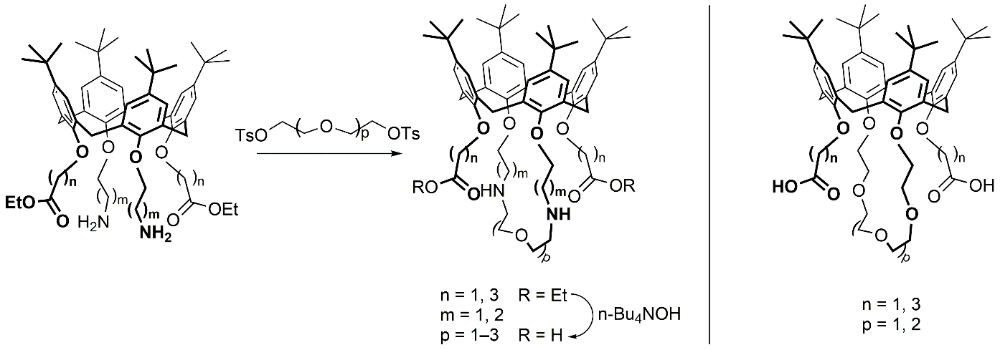 O O O O
( )n ( )m ( )m ( )n
EtO O H2N NH2 O OEt
TsO ( O )p OTs
O O O O
( )n ( )m ( )m ( )n
RO O HN NH O OR
( O )p
n = 1, 3 R = Et
m = 1, 2
p = 1–3 R = H
n-Bu4NOH
O O O O
( )n ( )n
HO O O O O OH
( O )p
n = 1, 3
p = 1, 2